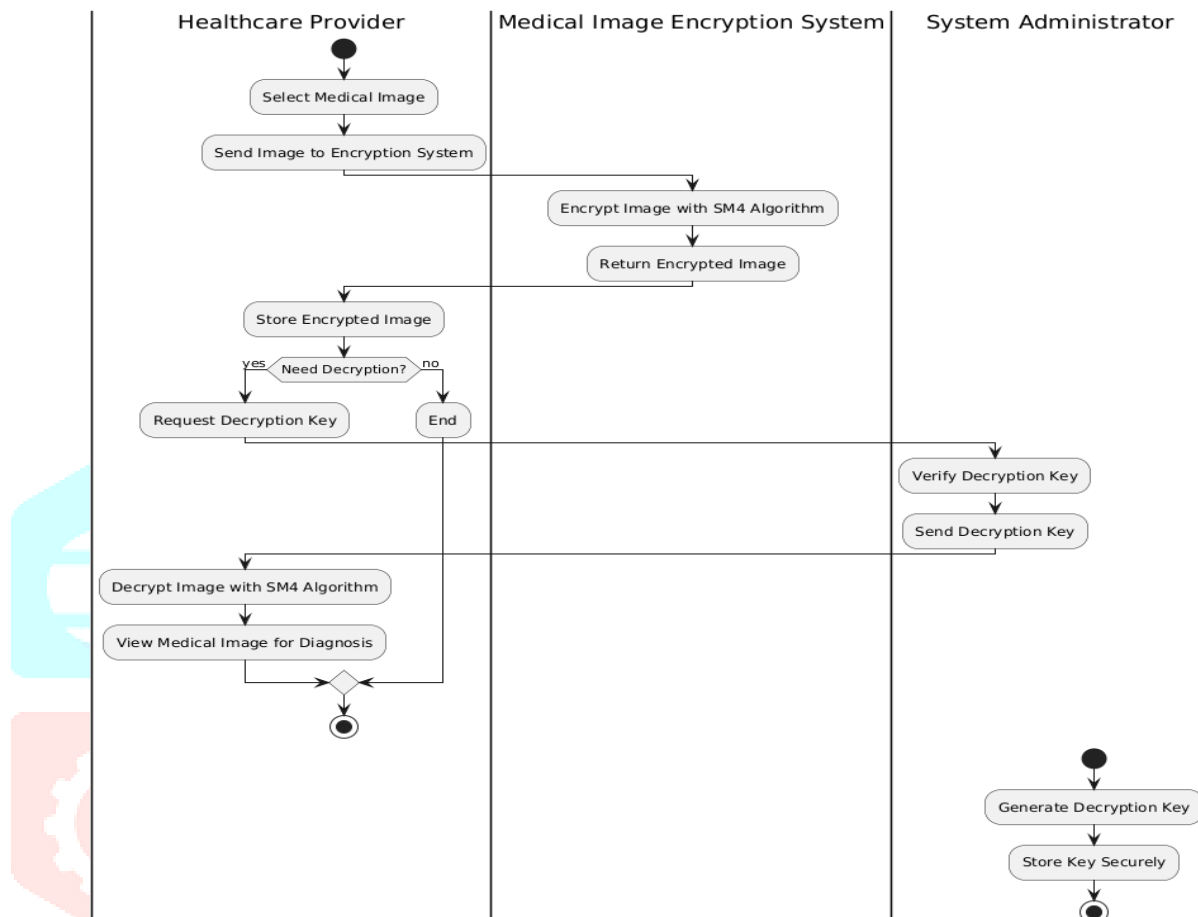 Healthcare Provider
Medical Image Encryption System
System Administrator
Select Medical Image
Send Image to Encryption System
Encrypt Image with SM4 Algorithm
Return Encrypted Image
Store Encrypted Image
yes
Need Decryption?
no
Request Decryption Key
End
Verify Decryption Key
Send Decryption Key
Decrypt Image with SM4 Algorithm
View Medical Image for Diagnosis
Generate Decryption Key
Store Key Securely